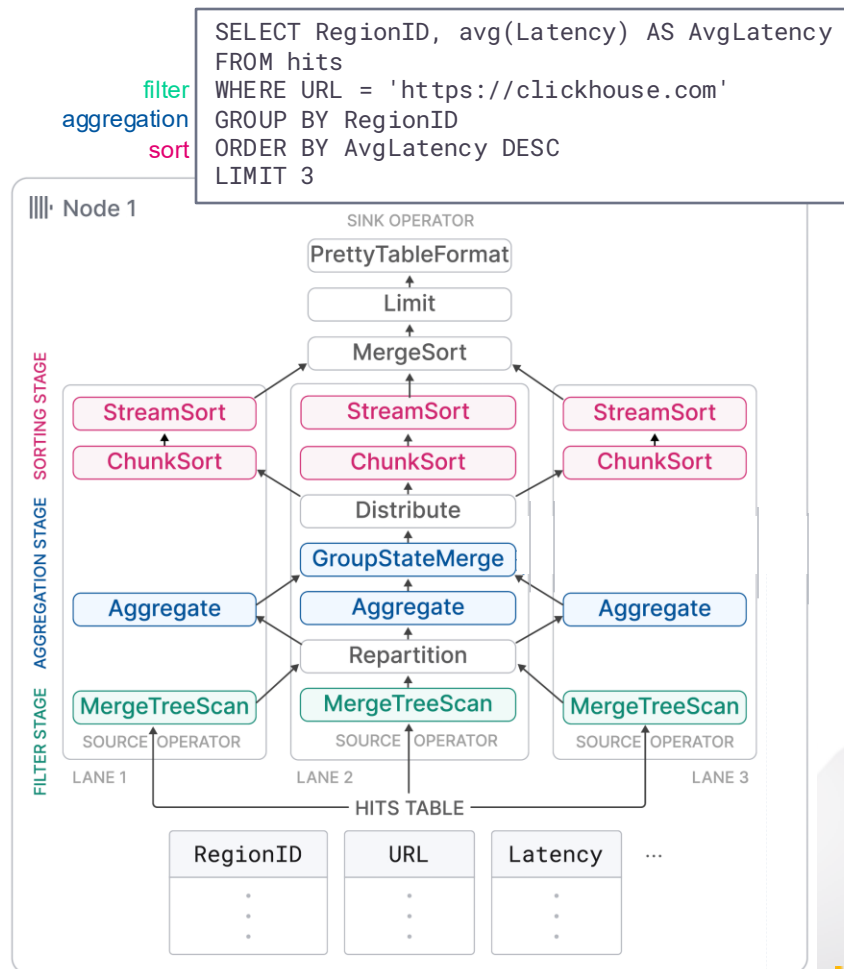 SELECT RegionID, avg(Latency) AS AvgLatency
FROM hits
filter WHERE URL = 'https://clickhouse.com'
aggregation GROUP BY RegionID
sort ORDER BY AvgLatency DESC
LIMIT 3
Node 1
SINK OPERATOR
PrettyTableFormat
Limit
MergeSort
SORTING STAGE
StreamSort StreamSort StreamSort
ChunkSort ChunkSort ChunkSort
Distribute
AGGREGATION STAGE
GroupStateMerge
Aggregate Aggregate Aggregate
Repartition
FILTER STAGE
MergeTreeScan MergeTreeScan MergeTreeScan
SOURCE OPERATOR SOURCE OPERATOR SOURCE OPERATOR
LANE 1 LANE 2 LANE 3
HITS TABLE
RegionID URL Latency ...